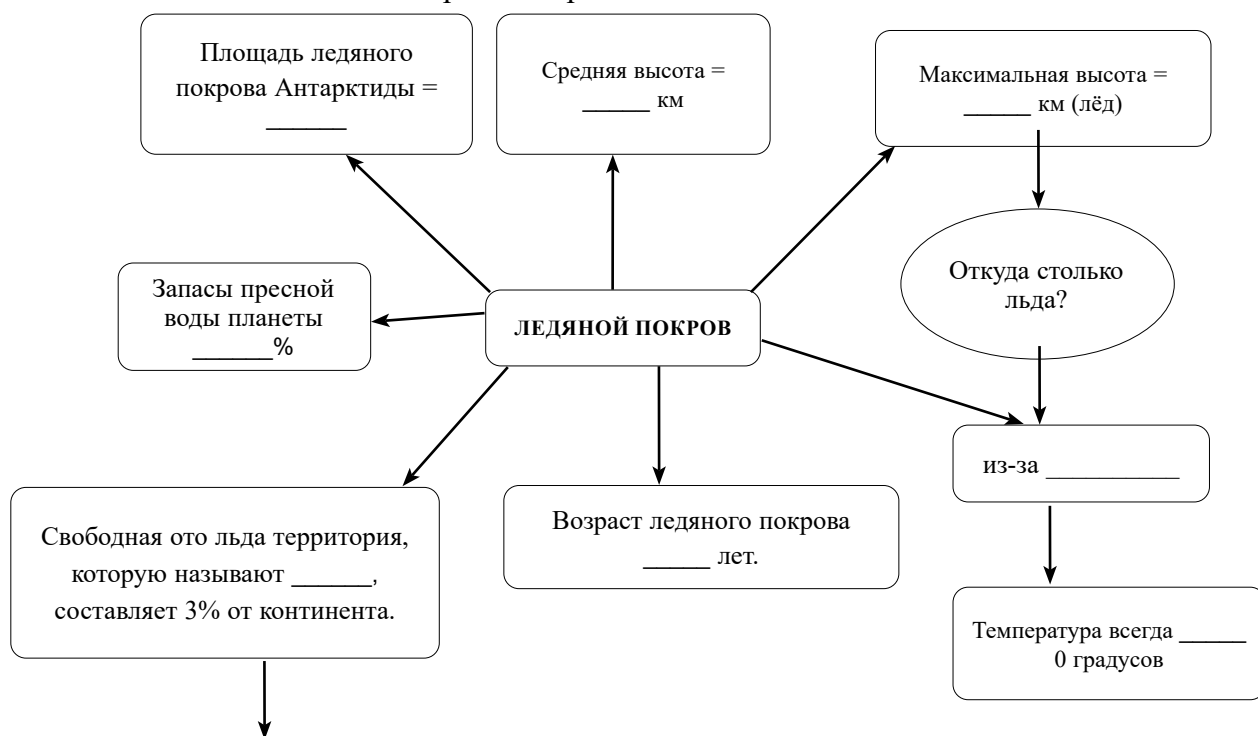 Площадь ледяного
покрова Антарктиды =
______
Средняя высота =
_____ км
Максимальная высота =
_____ км (лёд)
Откуда столько
льда?
Запасы пресной
воды планеты
______%
ЛЕДЯНОЙ ПОКРОВ
из-за __________
Свободная ото льда территория,
которую называют ______,
составляет 3% от континента.
Возраст ледяного покрова
_____ лет.
Температура всегда _____
0 градусов